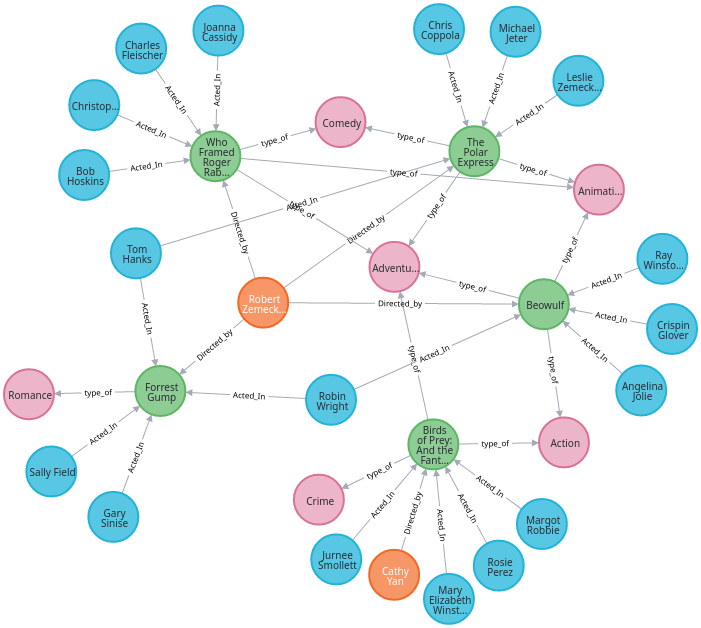 Joanna
Cassidy
Charles
Fleischer
Chris
Coppola
Michael
Jeter
Leslie
Zemeck...
Christop...
Comedy
Who
Framed
Roger
Rab...
The
Polar
Express
Bob
Hoskins
Animati...
Tom
Hanks
Adventu...
Ray
Winsto...
Robert
Zemeck...
Beowulf
Crispin
Glover
Romance
Forrest
Gump
Robin
Wright
Angelina
Jolie
Birds
of Prey:
And the
Fant...
Action
Sally Field
Crime
Gary
Sinise
Margot
Robbie
Jurnee
Smollett
Cathy
Yan
Rosie
Perez
Mary
Elizabeth
Winst...
Acted_In
Acted_In
Acted_In
Acted_In
type_of
type_of
type_of
Acted_In
Acted_In
Acted_In
type_of
type_of
type_of
Acted_In
Directed_by
Directed_by
Directed_by
Directed_by
Acted_In
type_of
Acted_In
Acted_In
type_of
Acted_In
Acted_In
type_of
type_of
Acted_In
Acted_In
Acted_In
type_of
type_of
type_of
type_of
Acted_In
Directed_by
Acted_In
Acted_In
Acted_In